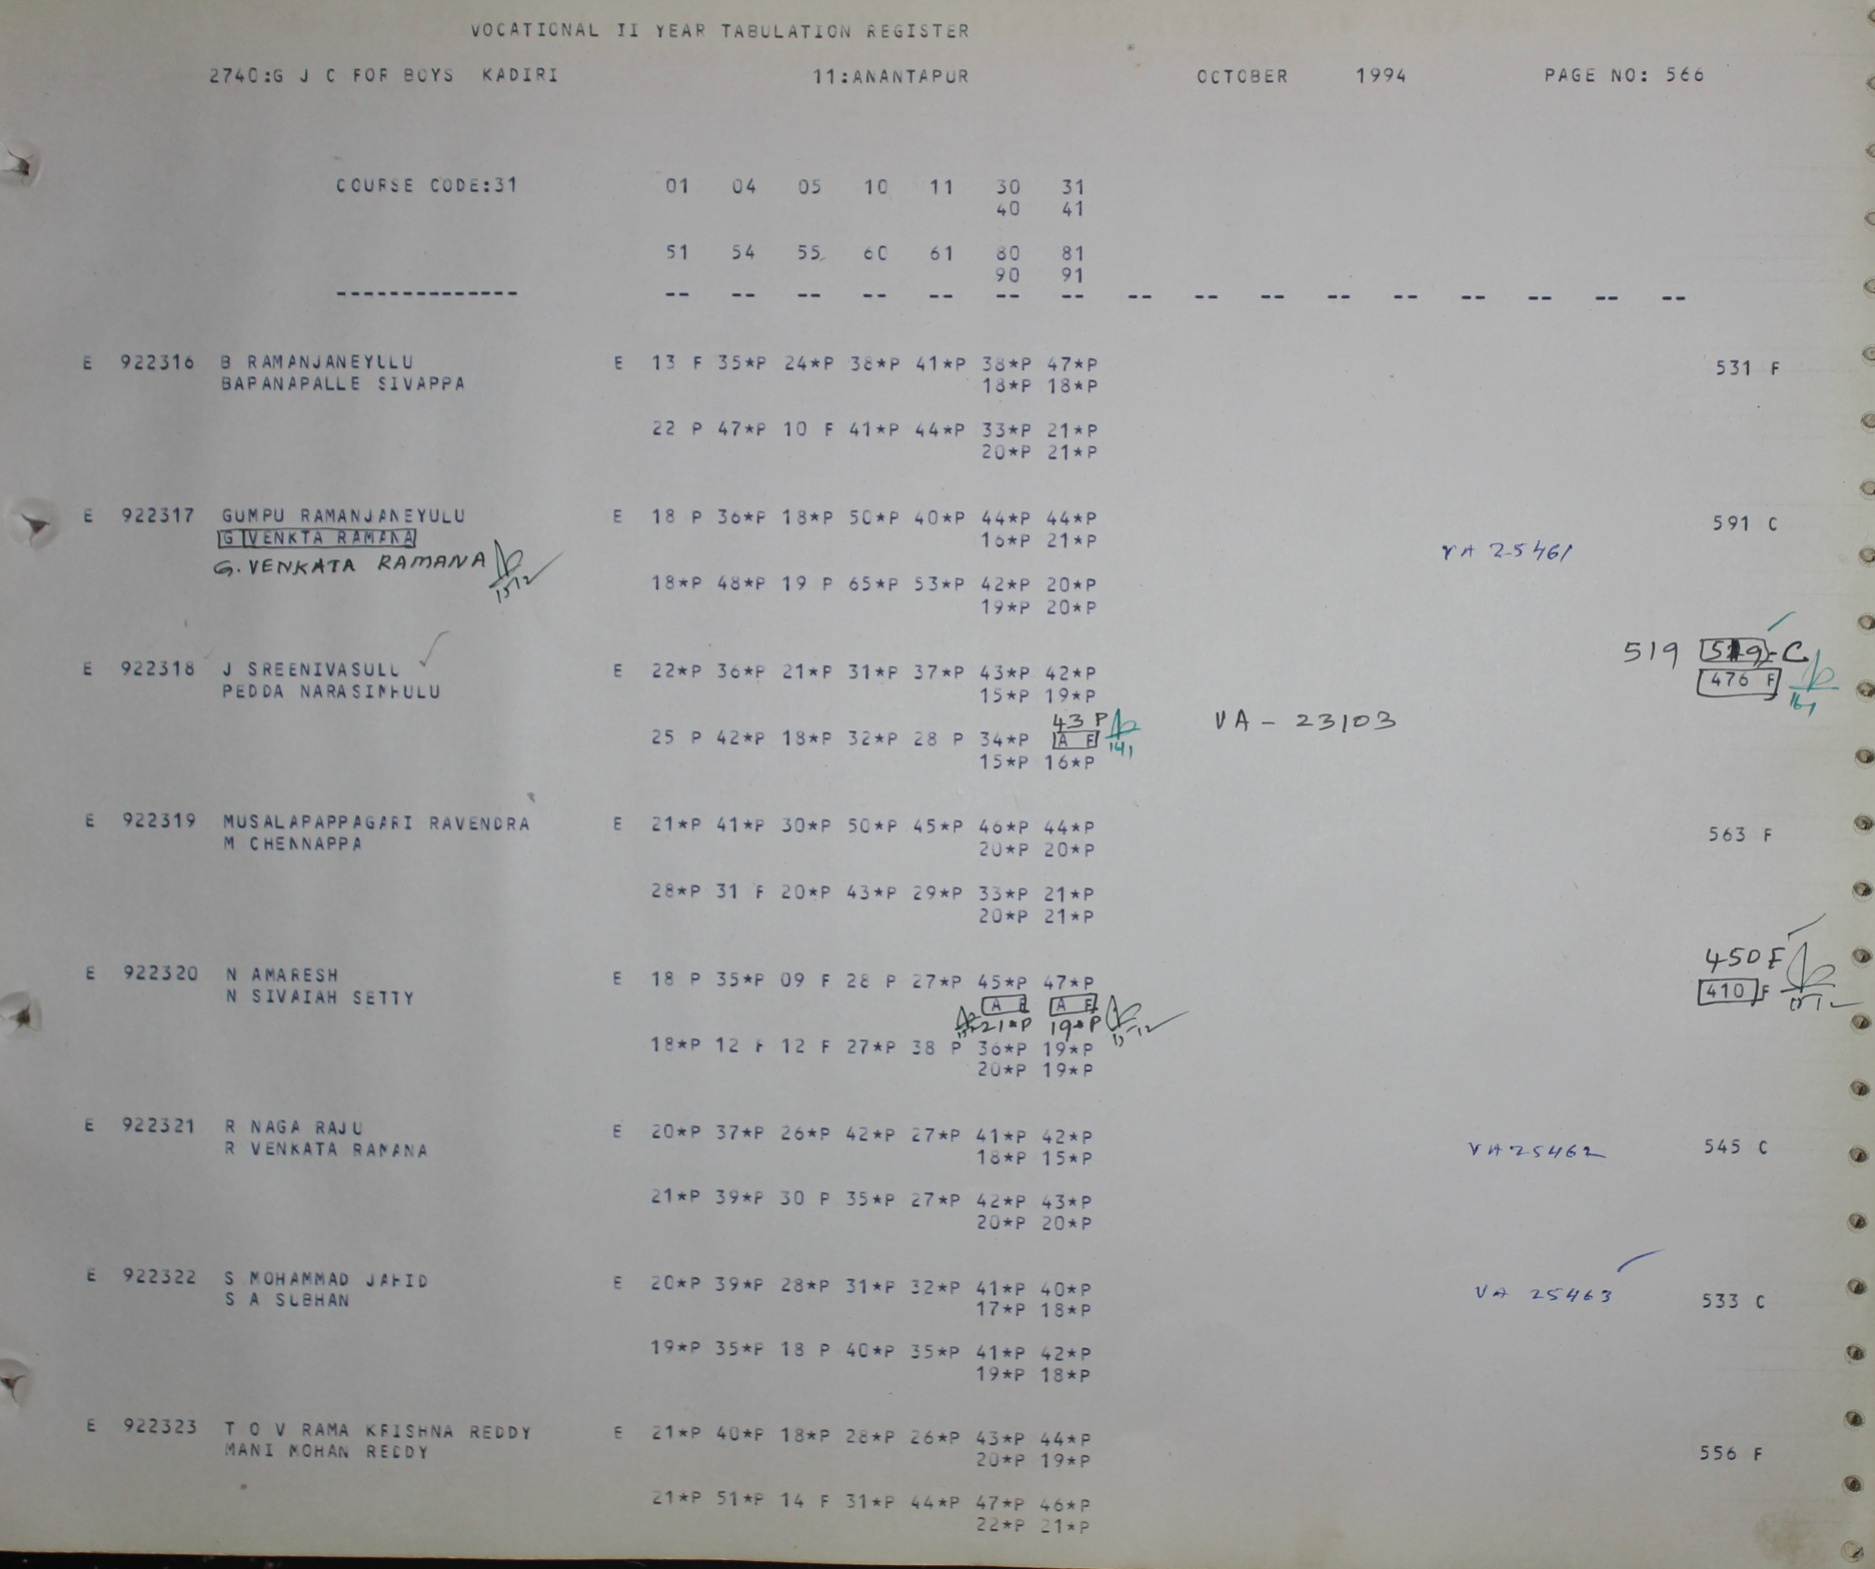 VOCATIONAL II YEAR TABULATION REGISTER
2740:G J C FOR BOYS KADIRI 11:ANANTAPUR OCTOBER 1994 PAGE NO: 566
COURSE CODE:31 01 04 05 10 11 30 31
40 41
51 54 55 60 61 80 81
90 91
-------------- -- -- -- -- -- -- -- -- -- -- -- -- -- -- -- --
E 922316 B RAMANJANEYLLU E 13 F 35*P 24*P 38*P 41*P 38*P 47*P 531 F
BAPANAPALLE SIVAPPA 18*P 18*P
22 P 47*P 10 F 41*P 44*P 33*P 21*P
20*P 21*P
E 922317 GUMPU RAMANJANEYULU E 18 P 36*P 18*P 50*P 40*P 44*P 44*P 591 C
G VENKTA RAMANA 16*P 21*P
G. VENKATA RAMANA VA 25461
18*P 48*P 19 P 65*P 53*P 42*P 20*P
19*P 20*P
519 C
E 922318 J SREENIVASULU E 22*P 36*P 21*P 31*P 37*P 43*P 42*P 476 F
PEDDA NARASIMHULU 15*P 19*P
43 P VA - 23103
25 P 42*P 18*P 32*P 28 P 34*P A F
15*P 16*P
E 922319 MUSALAPAPPAGARI RAVENDRA E 21*P 41*P 30*P 50*P 45*P 46*P 44*P 563 F
M CHENNAPPA 20*P 20*P
28*P 31 F 20*P 43*P 29*P 33*P 21*P
20*P 21*P
450 F
E 922320 N AMARESH E 18 P 35*P 09 F 28 P 27*P 45*P 47*P 410 F
N SIVAIAH SETTY A F A F
21*P 19*P
18*P 12 F 12 F 27*P 38 P 36*P 19*P
20*P 19*P
E 922321 R NAGA RAJU E 20*P 37*P 26*P 42*P 27*P 41*P 42*P 545 C
R VENKATA RAMANA 18*P 15*P VA 25462
21*P 39*P 30 P 35*P 27*P 42*P 43*P
20*P 20*P
E 922322 S MOHAMMAD JAHID E 20*P 39*P 28*P 31*P 32*P 41*P 40*P VA 25463 533 C
S A SUBHAN 17*P 18*P
19*P 35*P 18 P 40*P 35*P 41*P 42*P
19*P 18*P
E 922323 T O V RAMA KRISHNA REDDY E 21*P 40*P 18*P 28*P 26*P 43*P 44*P 556 F
MANI MOHAN REDDY 20*P 19*P
21*P 51*P 14 F 31*P 44*P 47*P 46*P
22*P 21*P